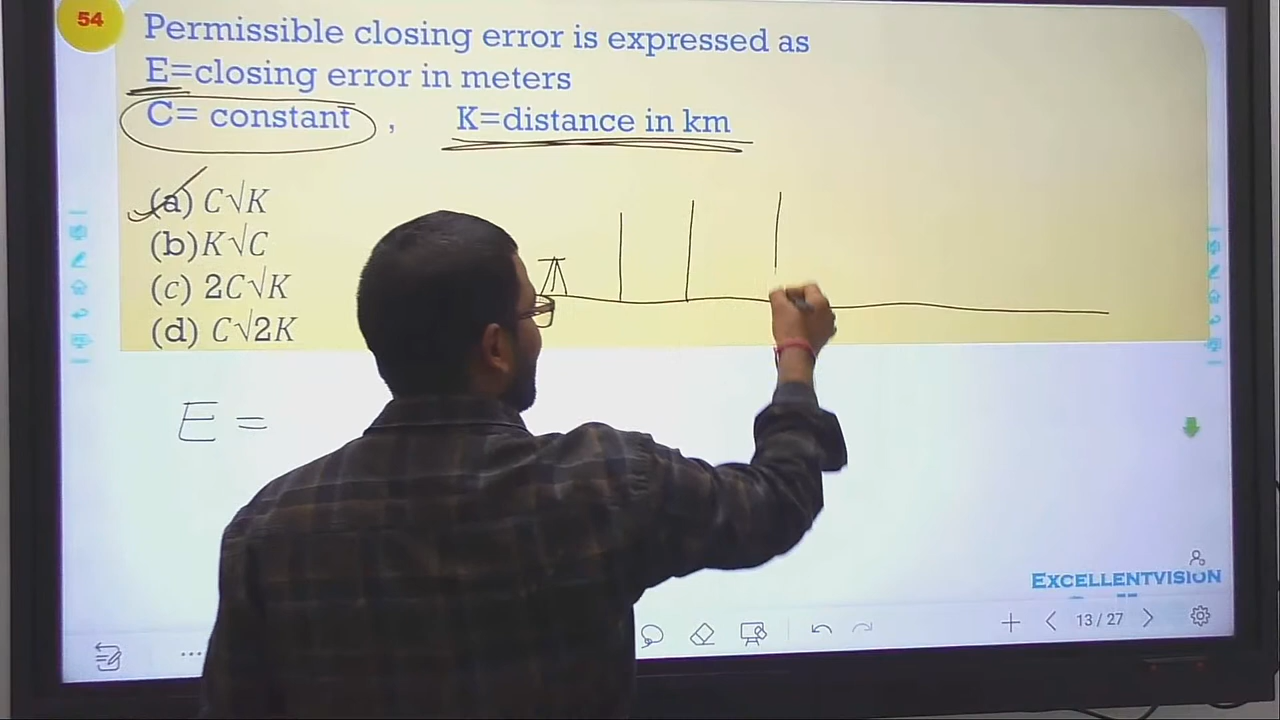 54
Permissible closing error is expressed as
E=closing error in meters
C= constant , K=distance in km
(a) C√K
(b)K√C
(c) 2C√K
(d) C√2K
E =
EXCELLENTVISION
13 / 27